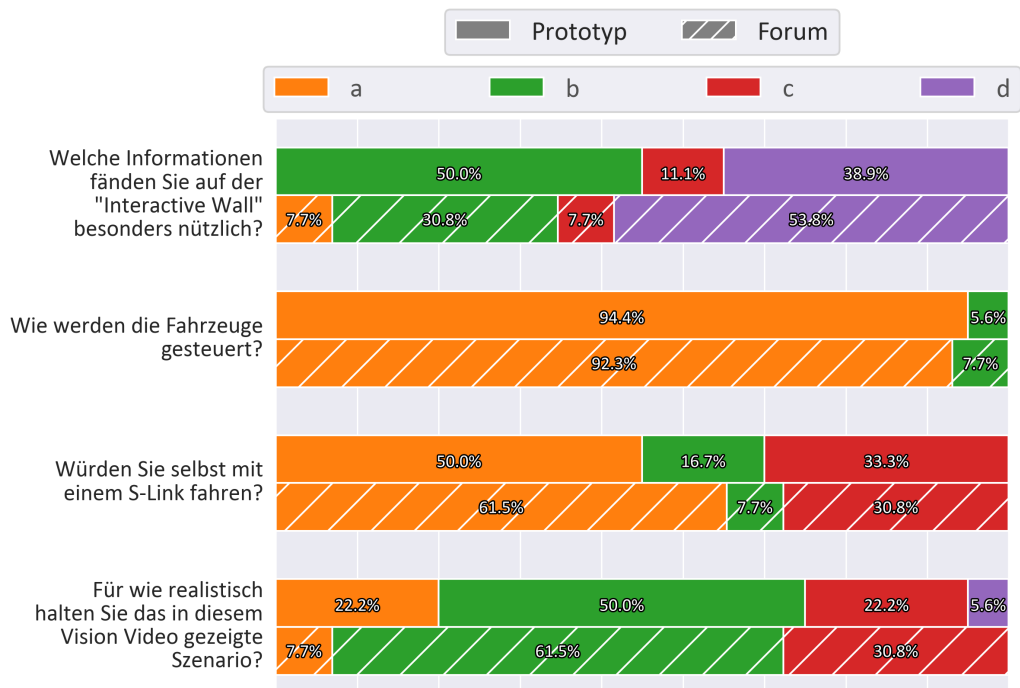 Prototyp Forum
a b c d
Welche Informationen
fänden Sie auf der
"Interactive Wall"
besonders nützlich?
50.0% 11.1% 38.9%
7.7% 30.8% 7.7% 53.8%
Wie werden die Fahrzeuge
gesteuert?
94.4% 5.6%
92.3% 7.7%
Würden Sie selbst mit
einem S-Link fahren?
50.0% 16.7% 33.3%
61.5% 7.7% 30.8%
Für wie realistisch
halten Sie das in diesem
Vision Video gezeigte
Szenario?
22.2% 50.0% 22.2% 5.6%
7.7% 61.5% 30.8%